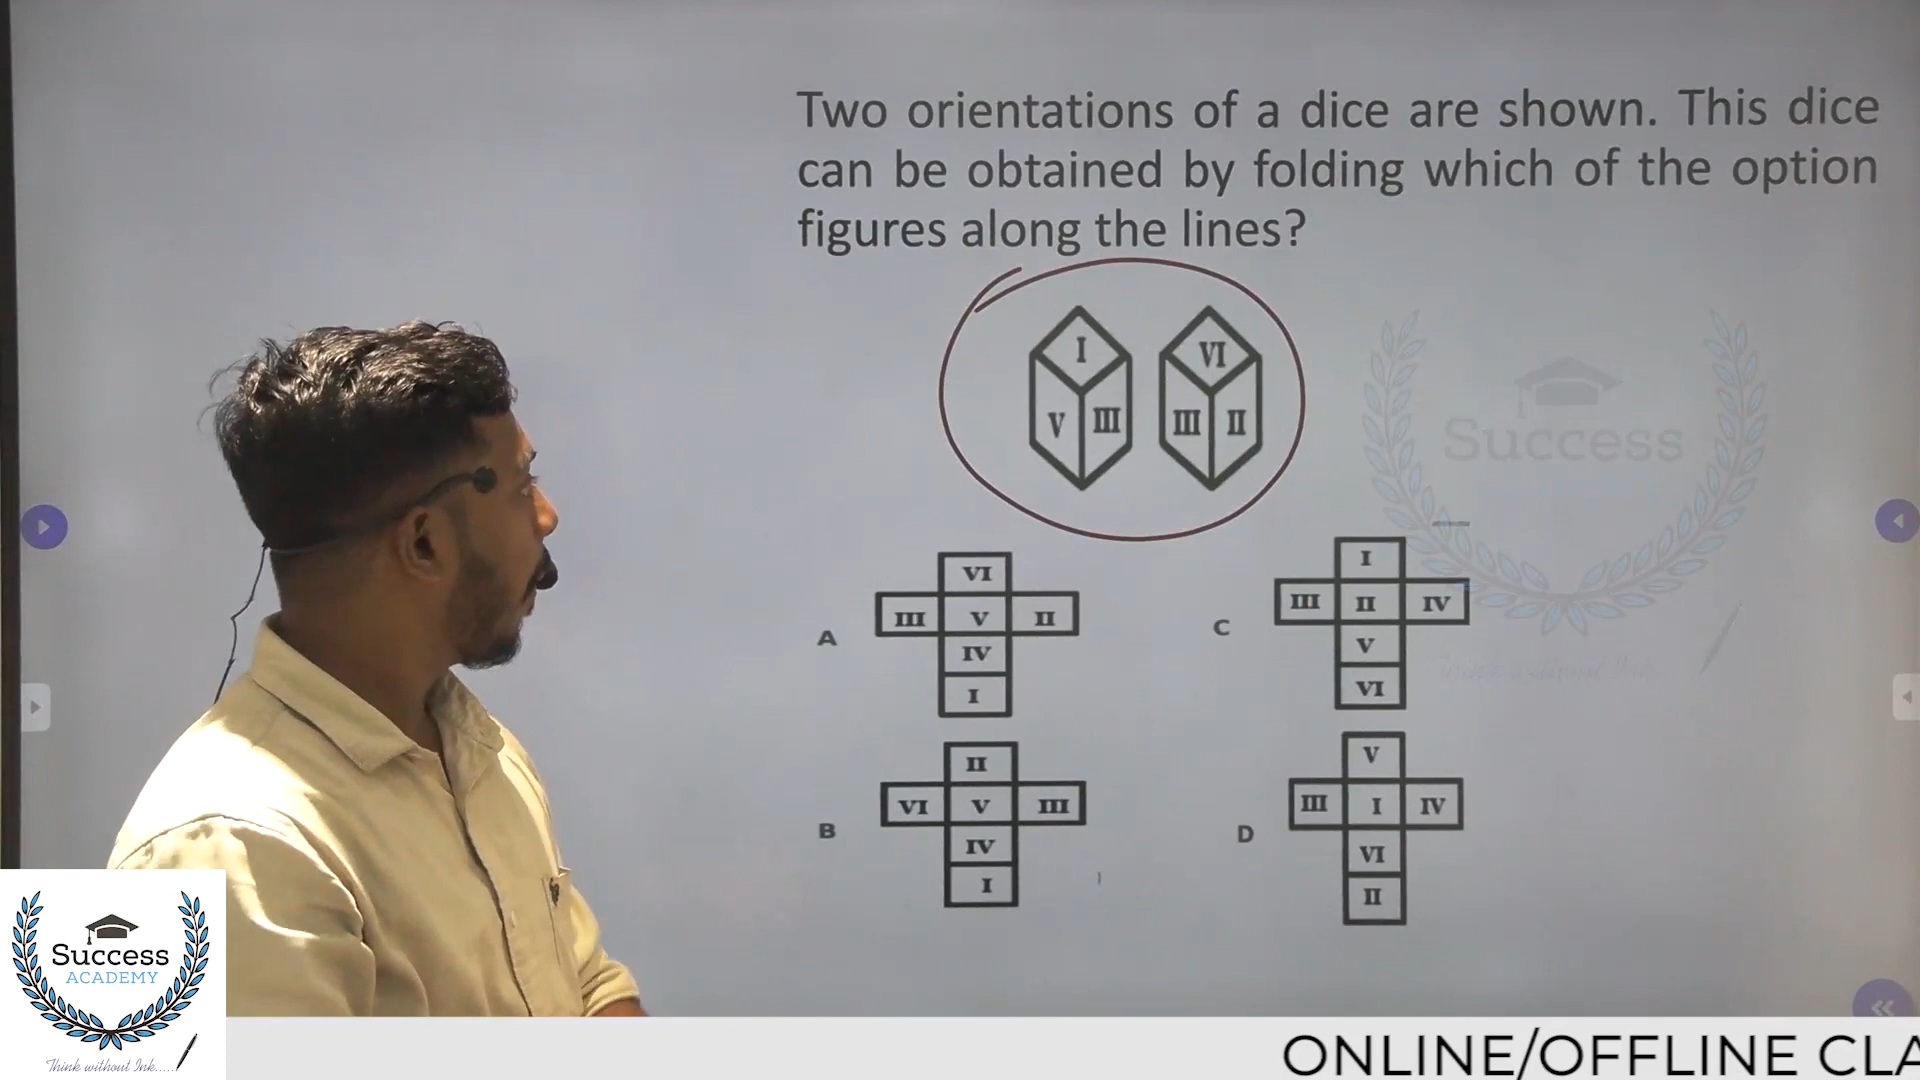 Two orientations of a dice are shown. This dice
can be obtained by folding which of the option
figures along the lines?
I
V III
VI
III II
A
VI
III V II
IV
I
C
I
III II IV
V
VI
B
II
VI V III
IV
I
D
V
III I IV
VI
II
Success
Success
ACADEMY
Think without Ink.....
ONLINE/OFFLINE CLA